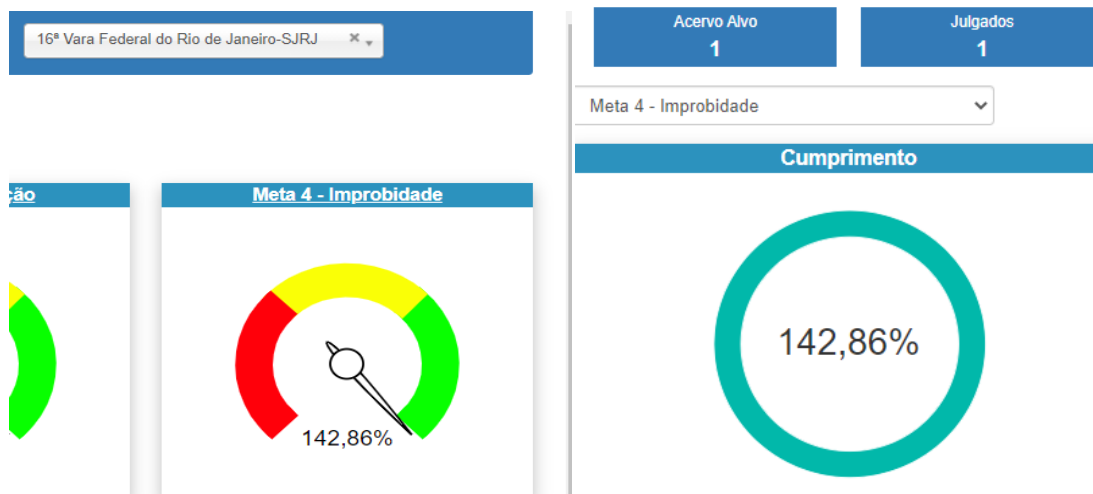 16ª Vara Federal do Rio de Janeiro-SJRJ ×
ção
Meta 4 - Improbidade
142,86%
Acervo Alvo
1
Julgados
1
Meta 4 - Improbidade
Cumprimento
142,86%